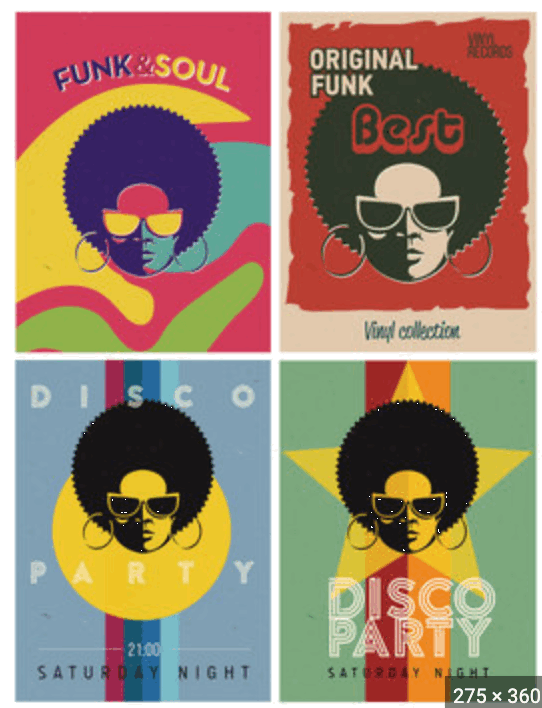 FUNK&SOUL
ORIGINAL
FUNK
VINYL
RECORDS
Best
Vinyl collection
DISCO
PARTY
21:00
SATURDAY NIGHT
DISCO
PARTY
SATURDAY NIGHT
275 × 360